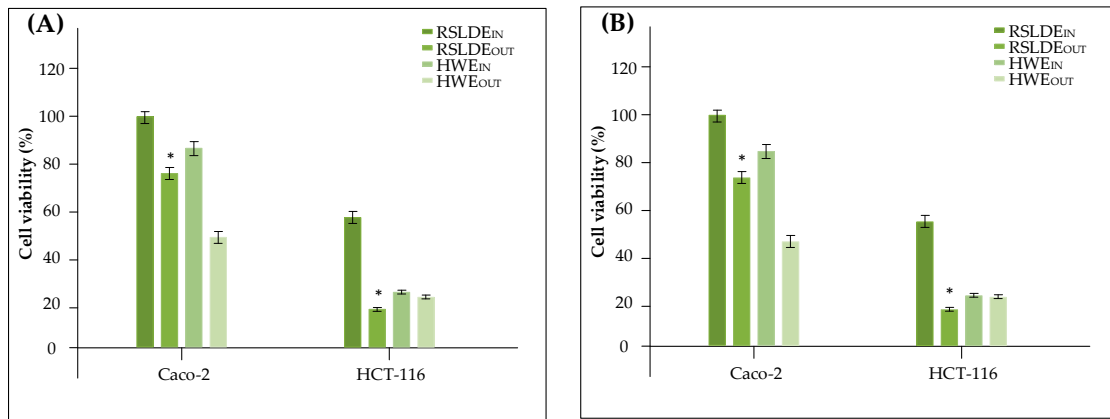 (A)
RSLDEIN
RSLDEOUT
HWEIN
HWEOUT
Cell viability (%)
120
100
80
60
40
20
0
*
*
Caco-2
HCT-116
(B)
RSLDEIN
RSLDEOUT
HWEIN
HWEOUT
Cell viability (%)
120
100
80
60
40
20
0
*
*
Caco-2
HCT-116